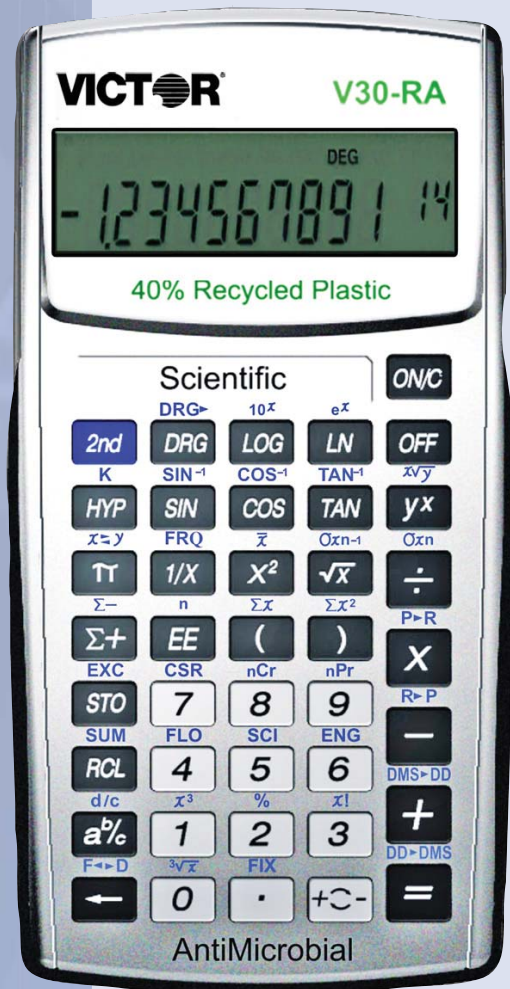 VICTOR® V30-RA
DEG
-1.234567891 14
40% Recycled Plastic
Scientific ON/C
DRG► 10ˣ eˣ
2nd DRG LOG LN OFF
K SIN⁻¹ COS⁻¹ TAN⁻¹ ˣ√y
HYP SIN COS TAN yˣ
x⇆y FRQ x̄ σxn-1 σxn
π 1/X X² √x ÷
Σ− n Σx Σx² P►R
Σ+ EE ( ) X
EXC CSR nCr nPr R►P
STO 7 8 9 −
SUM FLO SCI ENG DMS►DD
RCL 4 5 6 +
d/c x³ % x! DD►DMS
aᵇ⁄c 1 2 3 =
F◄►D ³√x FIX
← 0 . +⟲-
AntiMicrobial